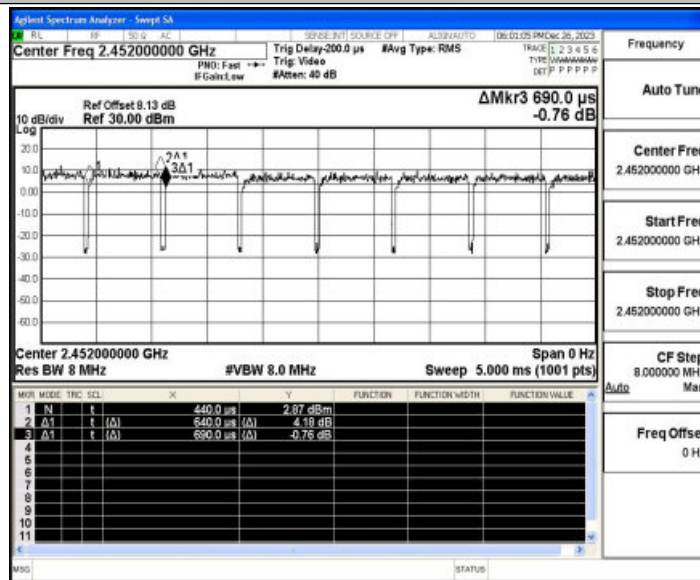 Agilent Spectrum Analyzer - Swept SA
RL RF 50 Ω AC SENSE:INT SOURCE OFF ALIGNAUTO 06:01:05 PM Dec 26, 2023
Center Freq 2.452000000 GHz
PNO: Fast
IFGain:Low
Trig Delay-200.0 µs #Avg Type: RMS
Trig: Video
#Atten: 40 dB
TRACE 1 2 3 4 5 6
TYPE
DET P P P P P P
Frequency
Auto Tun
ΔMkr3 690.0 µs
-0.76 dB
Ref Offset 8.13 dB
10 dB/div Ref 30.00 dBm
Log
20.0
10.0
0.00
-10.0
-20.0
-30.0
-40.0
-50.0
-60.0
2Δ1
3Δ1
Center Fre
2.452000000 GH
Start Fre
2.452000000 GH
Stop Fre
2.452000000 GH
CF Step
8.000000 MH
Auto Ma
Freq Offse
0 H
Center 2.452000000 GHz Span 0 Hz
Res BW 8 MHz #VBW 8.0 MHz Sweep 5.000 ms (1001 pts)
MKR MODE TRC SCL X Y FUNCTION FUNCTION WIDTH FUNCTION VALUE
1 N t 440.0 µs 2.87 dBm
2 Δ1 t (Δ) 640.0 µs (Δ) 4.18 dB
3 Δ1 t (Δ) 690.0 µs (Δ) -0.76 dB
4
5
6
7
8
9
10
11
MSG STATUS